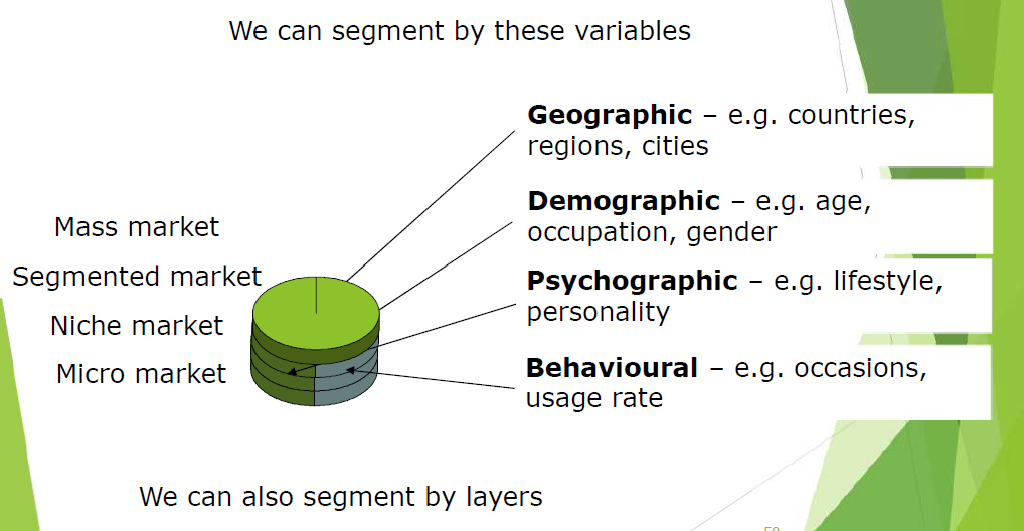 We can segment by these variables
Geographic – e.g. countries,
regions, cities
Demographic – e.g. age,
occupation, gender
Psychographic – e.g. lifestyle,
personality
Behavioural – e.g. occasions,
usage rate
Mass market
Segmented market
Niche market
Micro market
We can also segment by layers